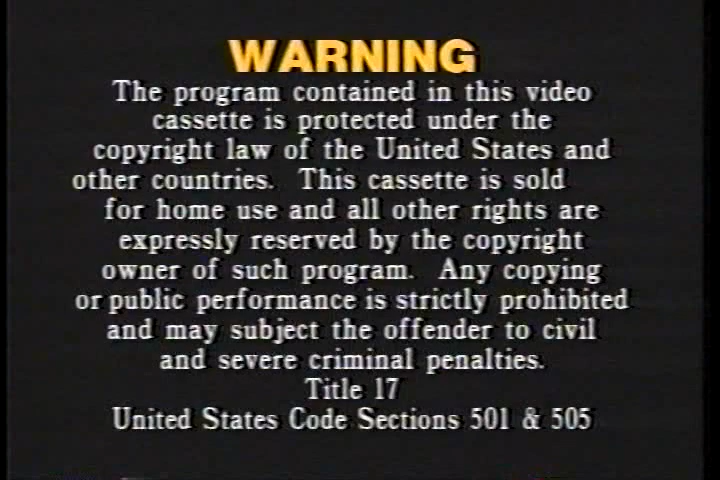 WARNING
The program contained in this video
cassette is protected under the
copyright law of the United States and
other countries. This cassette is sold
for home use and all other rights are
expressly reserved by the copyright
owner of such program. Any copying
or public performance is strictly prohibited
and may subject the offender to civil
and severe criminal penalties.
Title 17
United States Code Sections 501 & 505